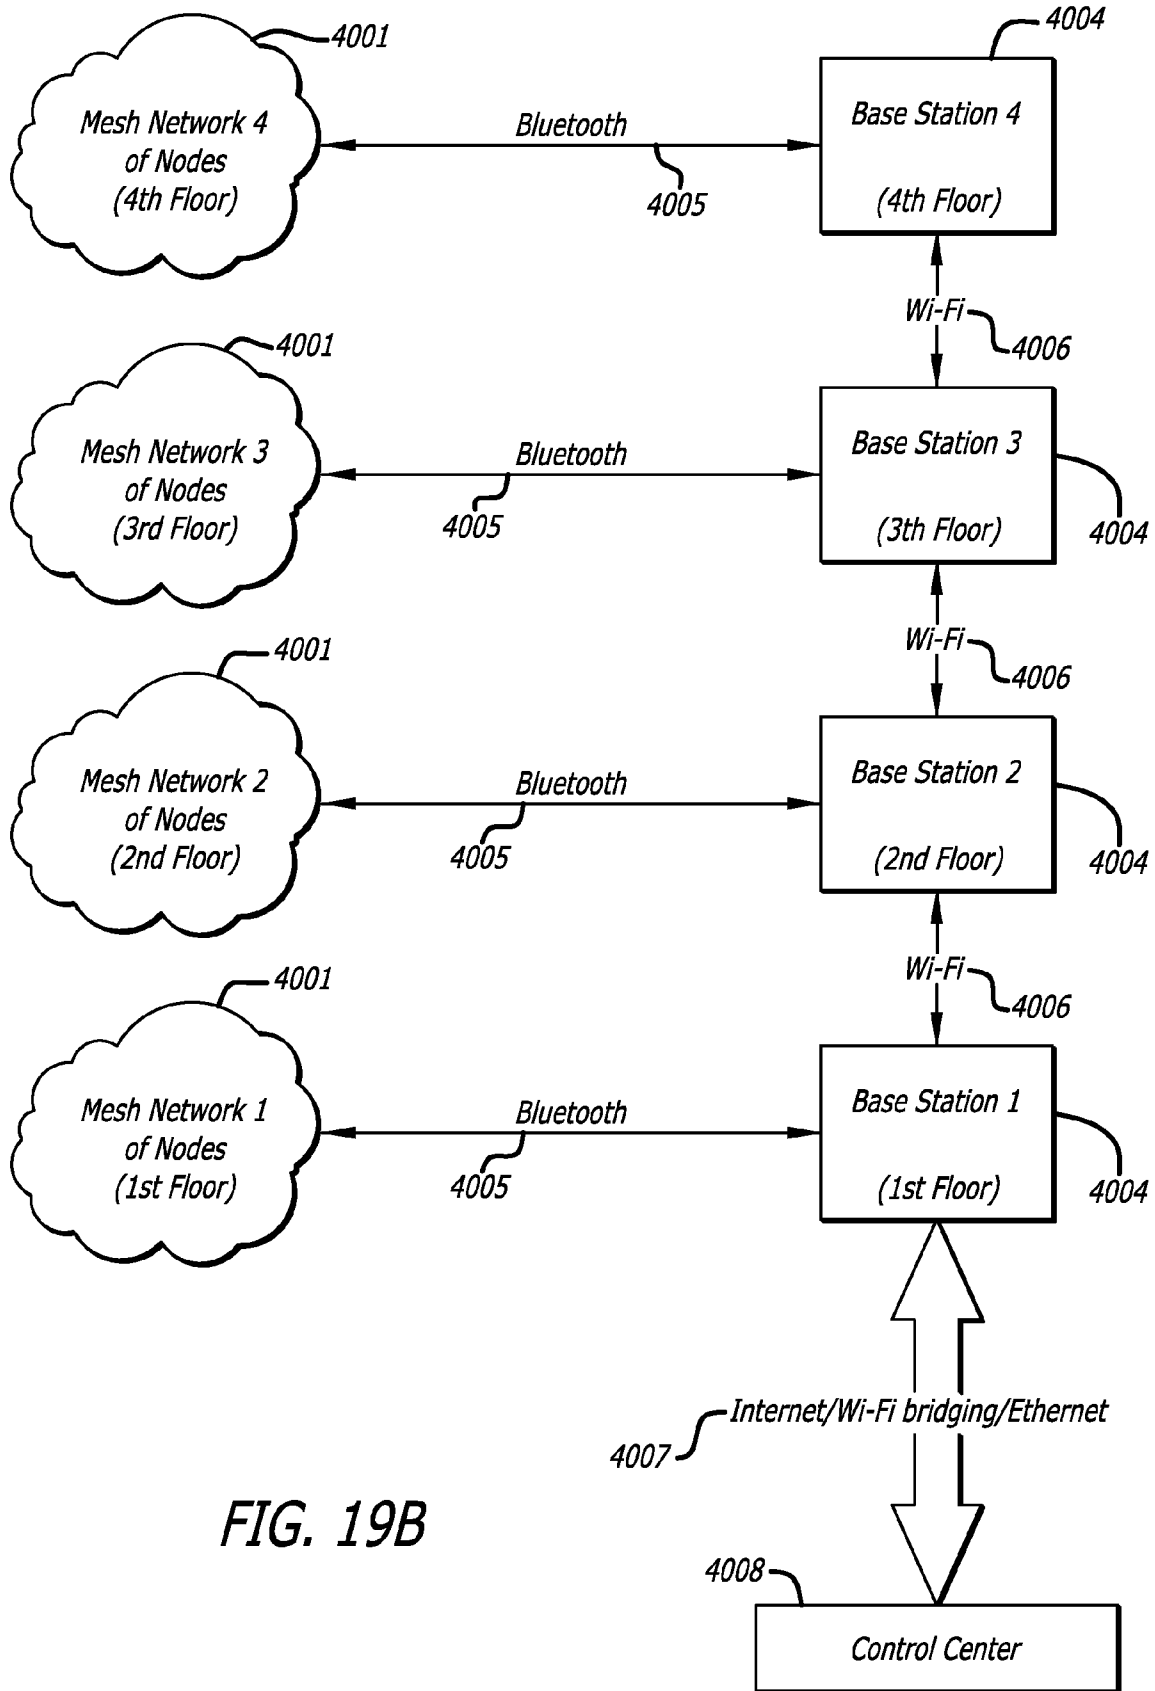 4001
4004
Mesh Network 4
of Nodes
(4th Floor)
Bluetooth
4005
Base Station 4
(4th Floor)
Wi-Fi
4006
4001
Mesh Network 3
of Nodes
(3rd Floor)
Bluetooth
4005
Base Station 3
(3th Floor)
4004
Wi-Fi
4006
4001
Mesh Network 2
of Nodes
(2nd Floor)
Bluetooth
4005
Base Station 2
(2nd Floor)
4004
Wi-Fi
4006
4001
Mesh Network 1
of Nodes
(1st Floor)
Bluetooth
4005
Base Station 1
(1st Floor)
4004
Internet/Wi-Fi bridging/Ethernet
4007
FIG. 19B
4008
Control Center